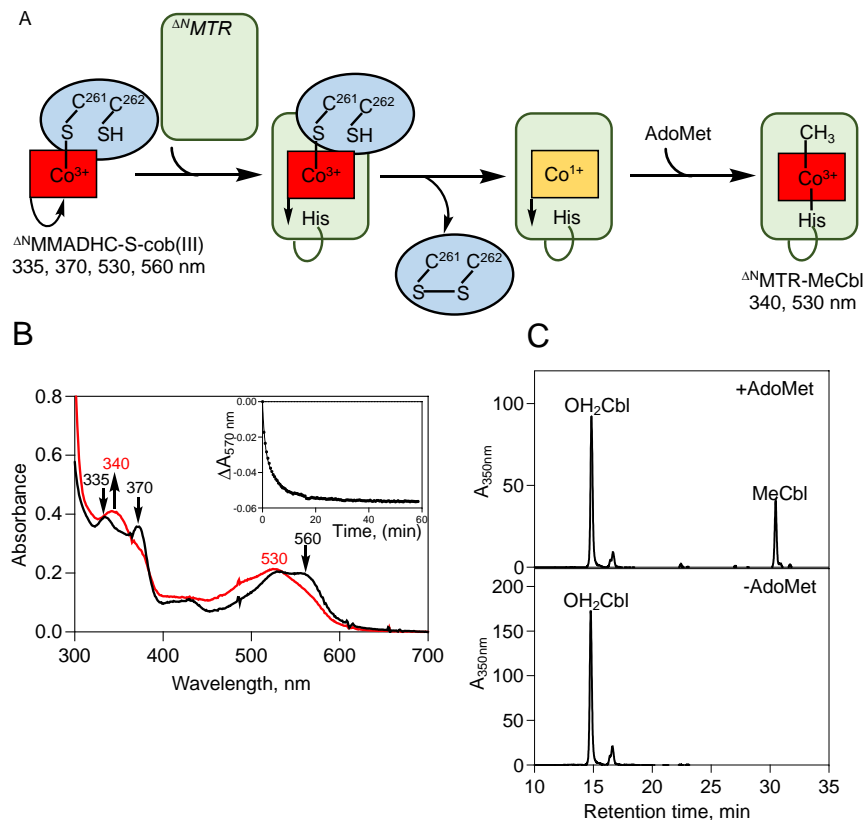 A
ΔNMTR
C261 C262
S SH
Co3+
C261 C262
S SH
Co3+
His
C261 C262
S S
Co1+
His
AdoMet
CH3
Co3+
His
ΔNMMADHC-S-cob(III)
335, 370, 530, 560 nm
ΔNMTR-MeCbl
340, 530 nm
B
Absorbance
0.8
0.6
0.4
0.2
0.0
300 400 500 600 700
Wavelength, nm
335
340
370
530
560
ΔA570 nm
0.00
-0.02
-0.04
-0.06
0 20 40 60
Time, (min)
C
A350nm
100
50
0
OH2Cbl
+AdoMet
MeCbl
A350nm
200
150
100
50
0
OH2Cbl
-AdoMet
10 15 20 25 30 35
Retention time, min